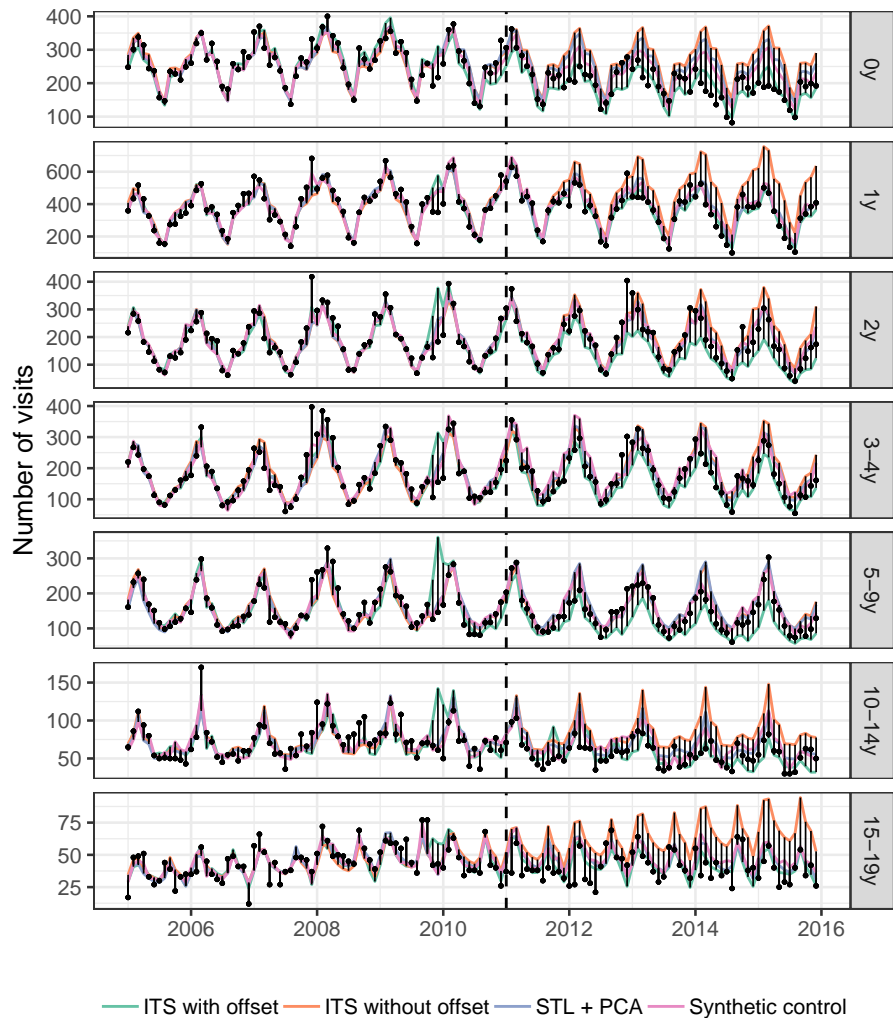 Number of visits
400
300
200
100
0y
600
400
200
1y
400
300
200
100
2y
400
300
200
100
3–4y
300
200
100
5–9y
150
100
50
10–14y
75
50
25
15–19y
2006 2008 2010 2012 2014 2016
ITS with offset ITS without offset STL + PCA Synthetic control